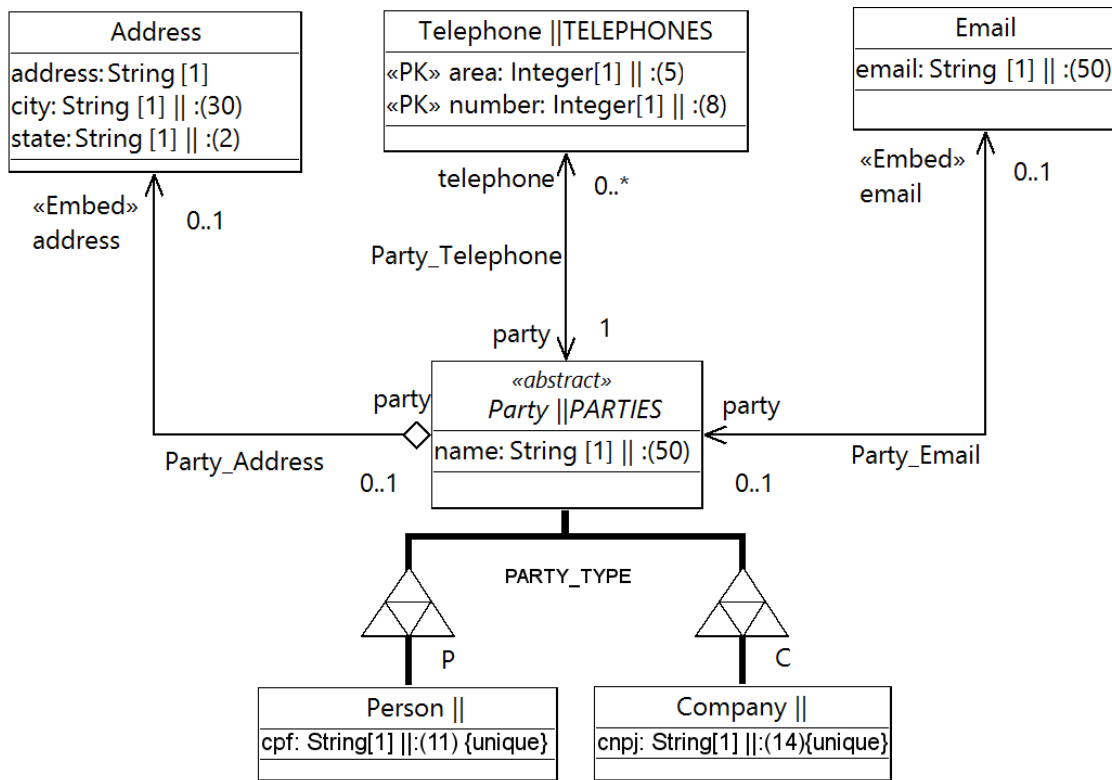 Address
address: String [1]
city: String [1] || :(30)
state: String [1] || :(2)
Telephone ||TELEPHONES
«PK» area: Integer[1] || :(5)
«PK» number: Integer[1] || :(8)
Email
email: String [1] || :(50)
«Embed»
address
0..1
telephone
0..*
«Embed»
email
0..1
Party_Telephone
party
1
party
«abstract»
Party ||PARTIES
name: String [1] || :(50)
party
Party_Address
0..1
Party_Email
0..1
PARTY_TYPE
P
C
Person ||
cpf: String[1] ||:(11) {unique}
Company ||
cnpj: String[1] ||:(14){unique}